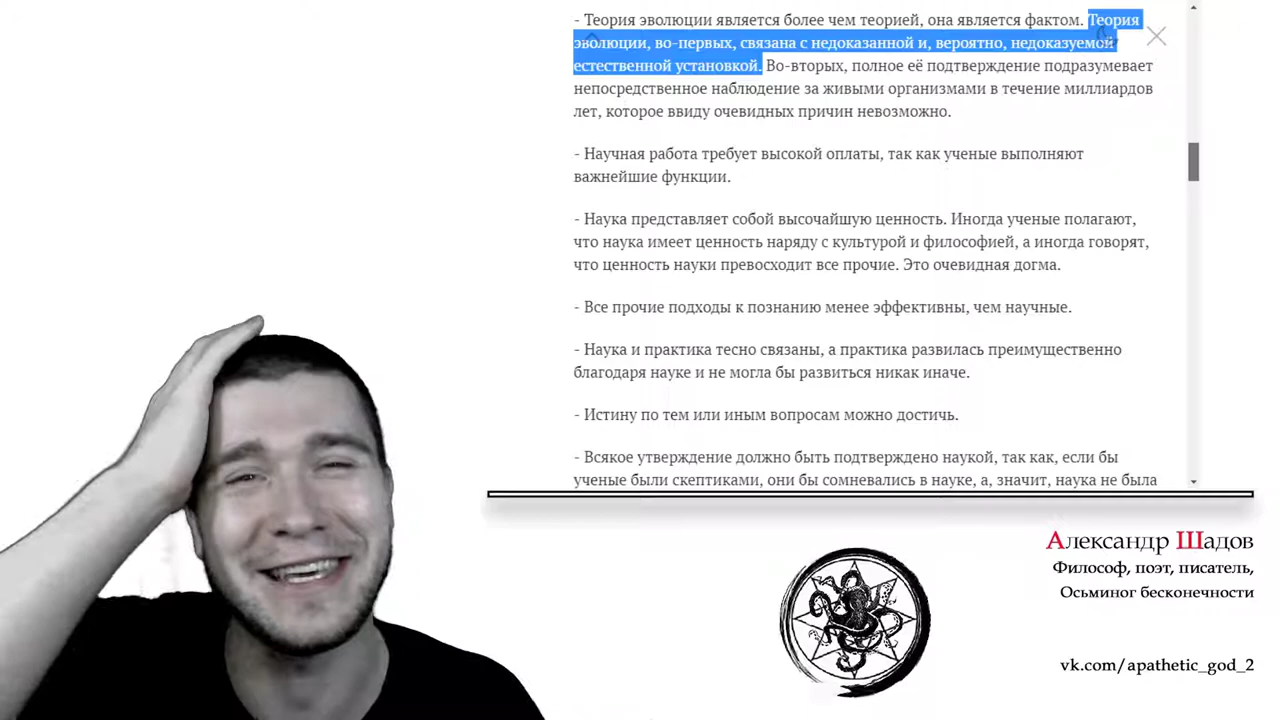 - Теория эволюции является более чем теорией, она является фактом. Теория
эволюции, во-первых, связана с недоказанной и, вероятно, недоказуемой
естественной установкой. Во-вторых, полное её подтверждение подразумевает
непосредственное наблюдение за живыми организмами в течение миллиардов
лет, которое ввиду очевидных причин невозможно.
- Научная работа требует высокой оплаты, так как ученые выполняют
важнейшие функции.
- Наука представляет собой высочайшую ценность. Иногда ученые полагают,
что наука имеет ценность наряду с культурой и философией, а иногда говорят,
что ценность науки превосходит все прочие. Это очевидная догма.
- Все прочие подходы к познанию менее эффективны, чем научные.
- Наука и практика тесно связаны, а практика развилась преимущественно
благодаря науке и не могла бы развиться никак иначе.
- Истину по тем или иным вопросам можно достичь.
- Всякое утверждение должно быть подтверждено наукой, так как, если бы
ученые были скептиками, они бы сомневались в науке, а, значит, наука не была
Александр Шадов
Философ, поэт, писатель,
Осьминог бесконечности
vk.com/apathetic_god_2